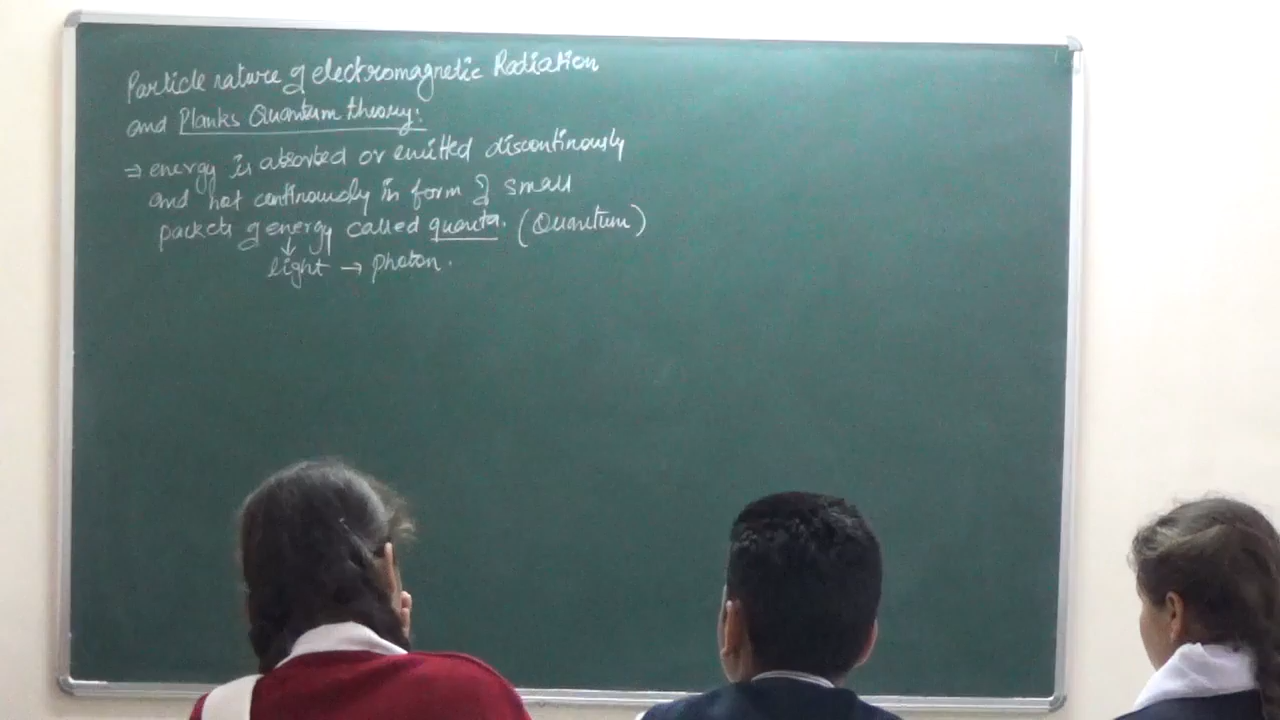 Particle nature of electromagnetic Radiation
and Planks Quantum theory:
⇒ energy is absorbed or emitted discontinously
and not continously in form of small
packets of energy called quanta. (Quantum)
↓
light → photon.